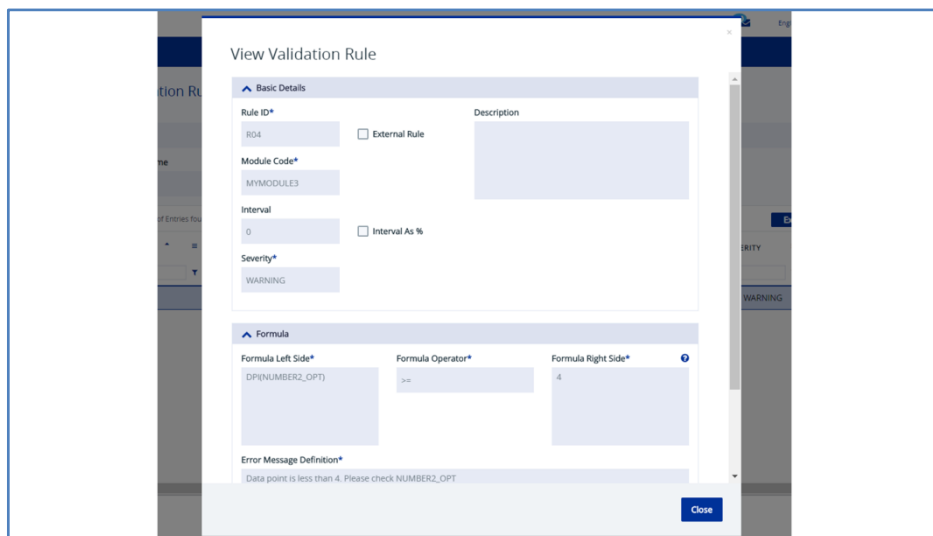 Eng
View Validation Rule
tion Ru
Basic Details
Rule ID*
Description
R04
External Rule
Module Code*
me
MYMODULE3
Interval
of Entries fou
0
Interval As %
Ex
ERITY
Severity*
WARNING
WARNING
Formula
Formula Left Side*
Formula Operator*
Formula Right Side*
DPI(NUMBER2_OPT)
>=
4
Error Message Definition*
Data point is less than 4. Please check NUMBER2_OPT
Close